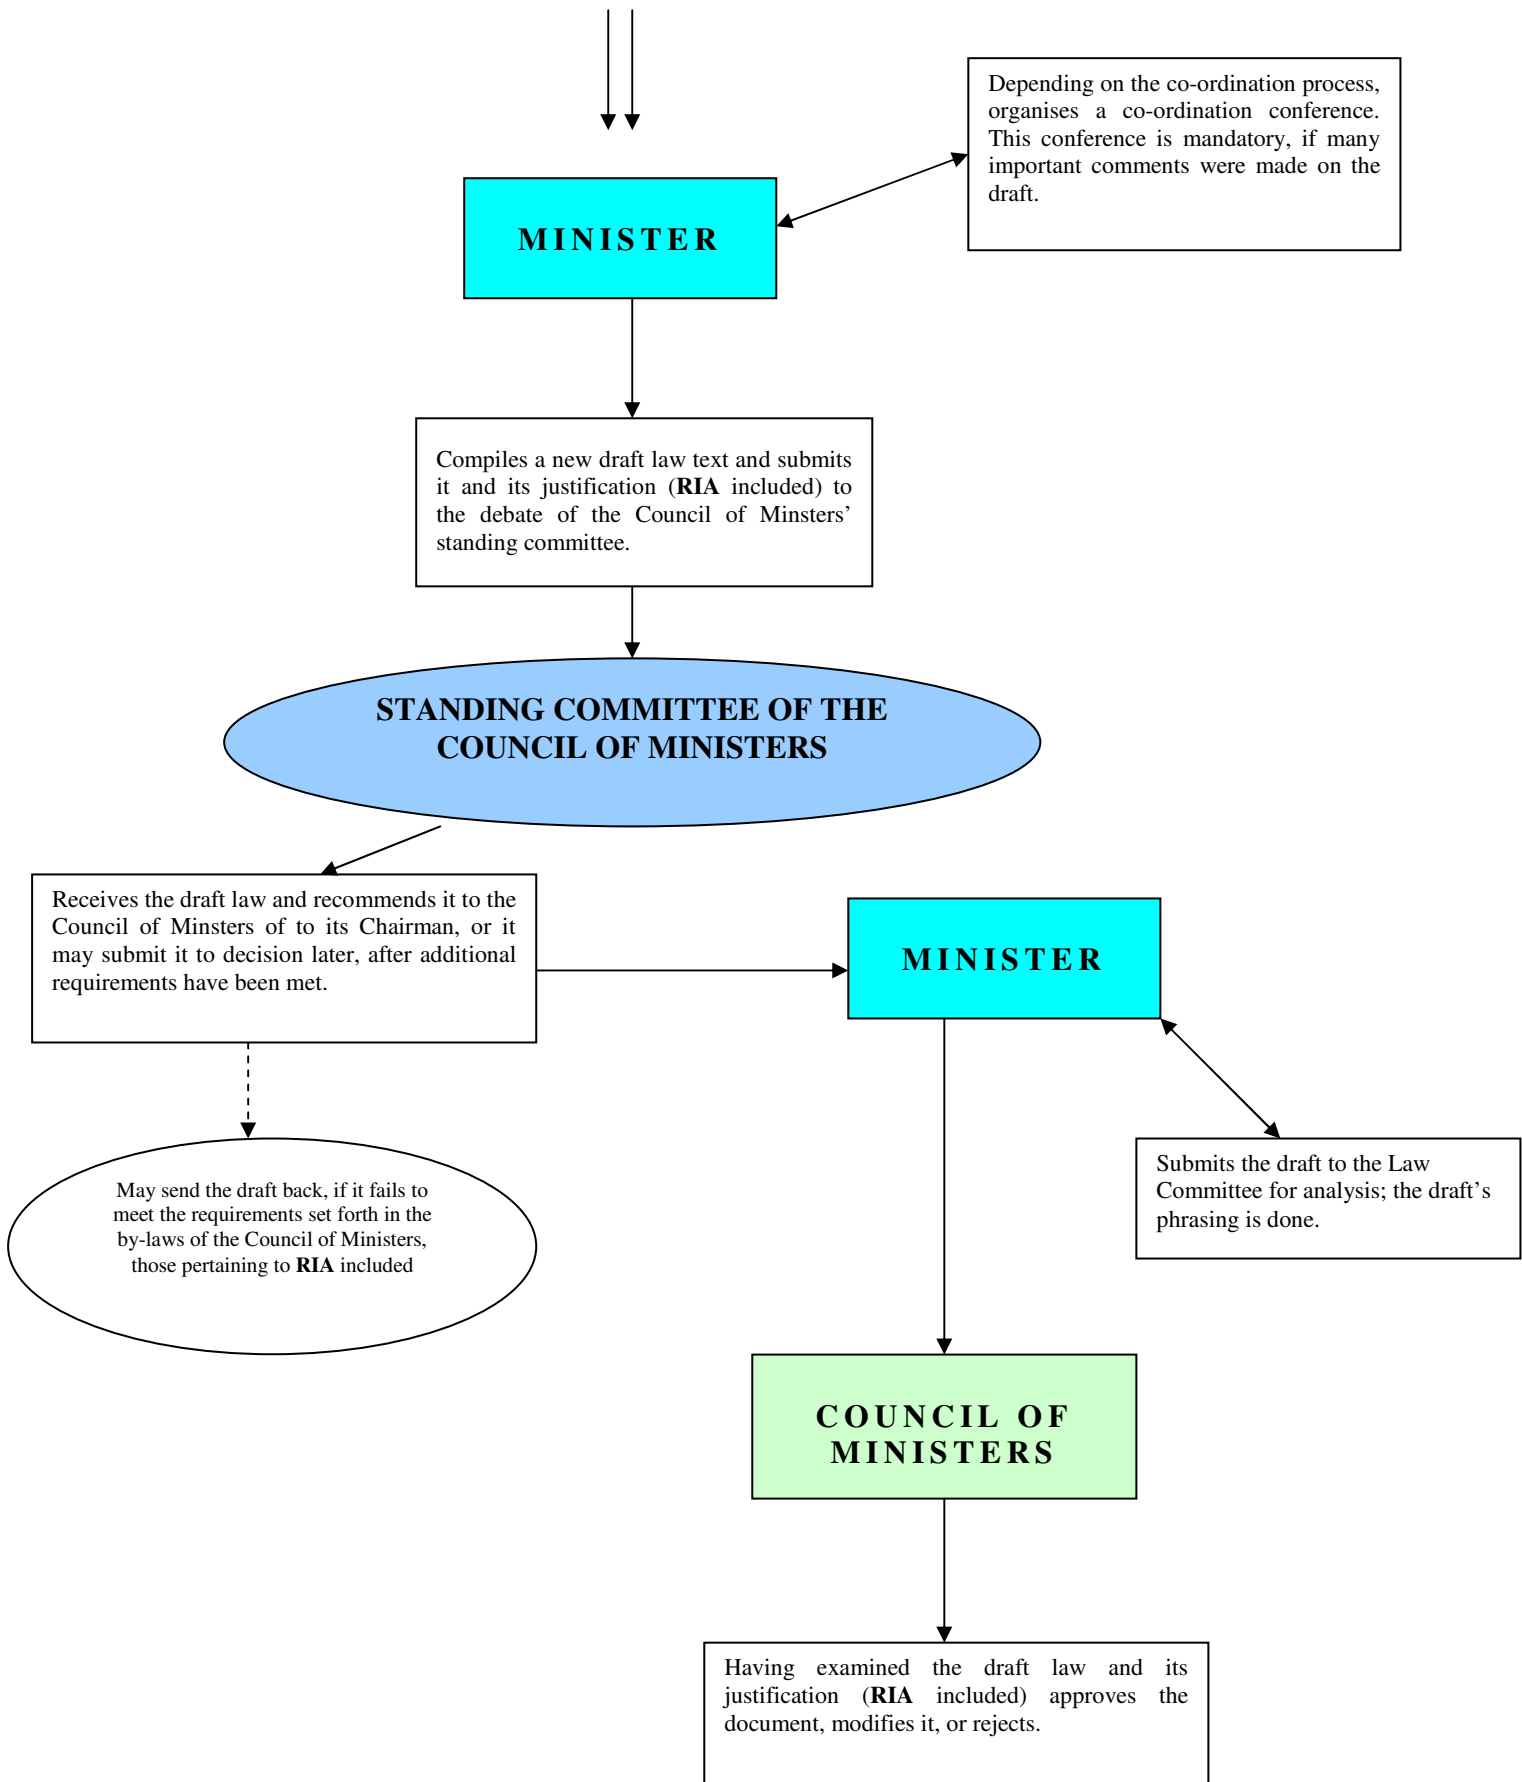 Depending on the co-ordination process,
organises a co-ordination conference.
This conference is mandatory, if many
important comments were made on the
draft.
MINISTER
Compiles a new draft law text and submits
it and its justification (RIA included) to
the debate of the Council of Minsters’
standing committee.
STANDING COMMITTEE OF THE
COUNCIL OF MINISTERS
Receives the draft law and recommends it to the
Council of Minsters of to its Chairman, or it
may submit it to decision later, after additional
requirements have been met.
MINISTER
May send the draft back, if it fails to
meet the requirements set forth in the
by-laws of the Council of Ministers,
those pertaining to RIA included
Submits the draft to the Law
Committee for analysis; the draft’s
phrasing is done.
COUNCIL OF
MINISTERS
Having examined the draft law and its
justification (RIA included) approves the
document, modifies it, or rejects.